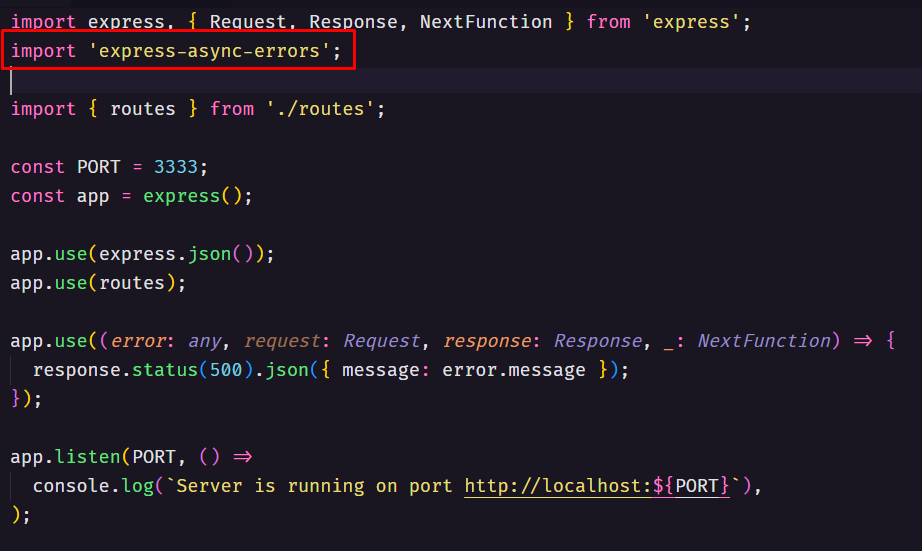 import express, { Request, Response, NextFunction } from 'express';
import 'express-async-errors';
import { routes } from './routes';
const PORT = 3333;
const app = express();
app.use(express.json());
app.use(routes);
app.use((error: any, request: Request, response: Response, _: NextFunction) => {
response.status(500).json({ message: error.message });
});
app.listen(PORT, () =>
console.log(`Server is running on port http://localhost:${PORT}`),
);